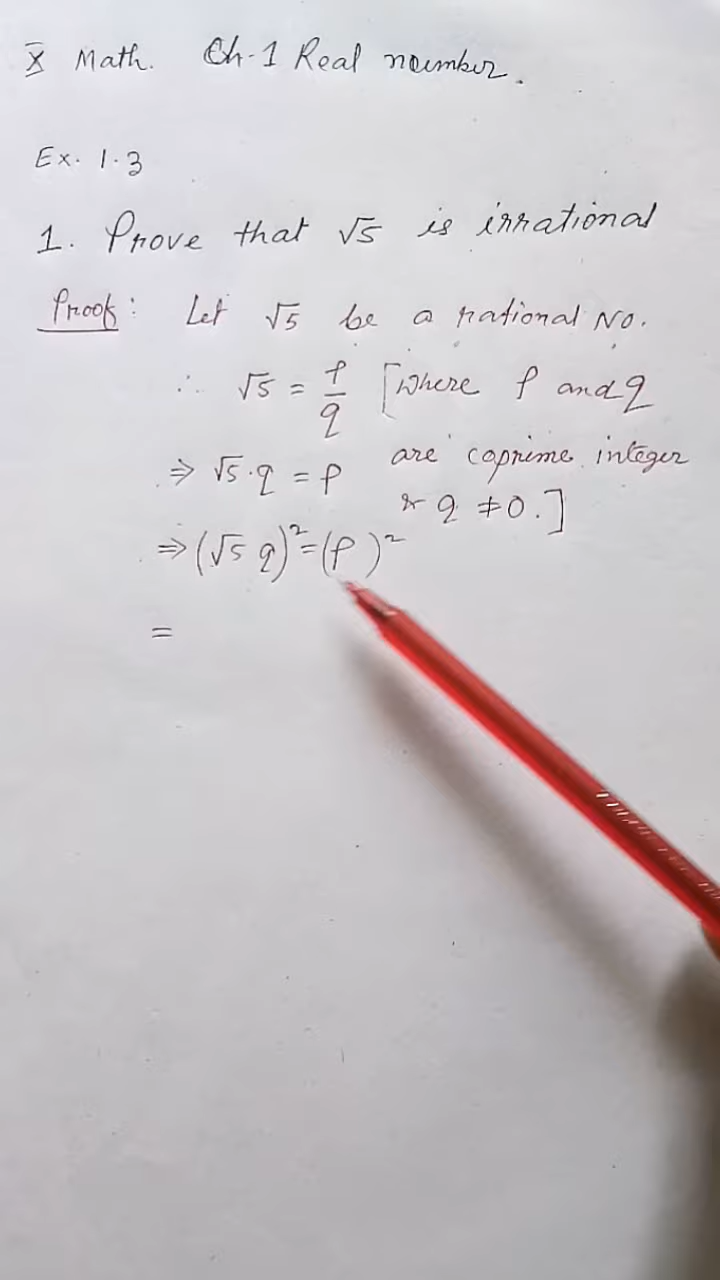 X Math. Ch-1 Real number.
Ex. 1.3
1. Prove that √5 is irrational
Proof: Let √5 be a rational No.
∴ √5 = p/q [Where p and q
⇒ √5·q = p are coprime integer
& q ≠ 0.]
⇒ (√5 q)² = (p)²
=